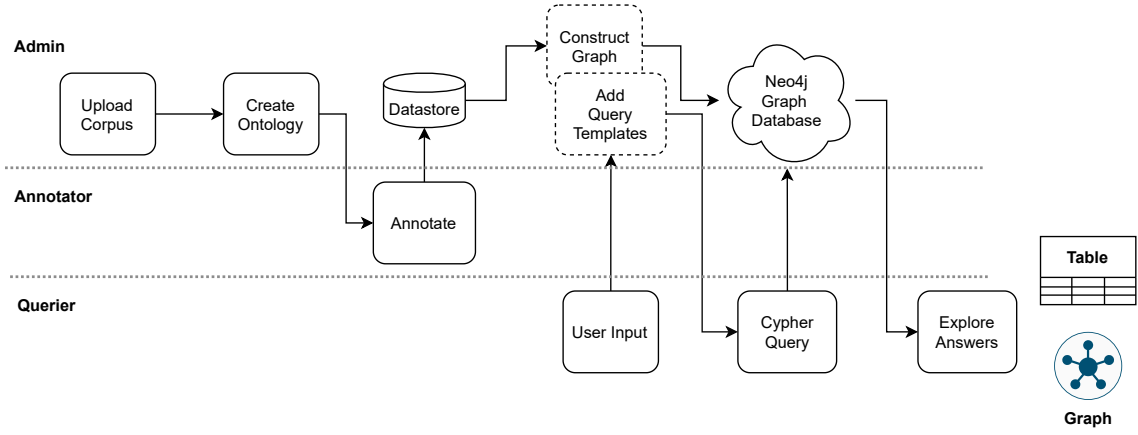 Admin
Upload
Corpus
Create
Ontology
Datastore
Construct
Graph
Add
Query
Templates
Neo4j
Graph
Database
Annotator
Annotate
Querier
User Input
Cypher
Query
Explore
Answers
Table
Graph